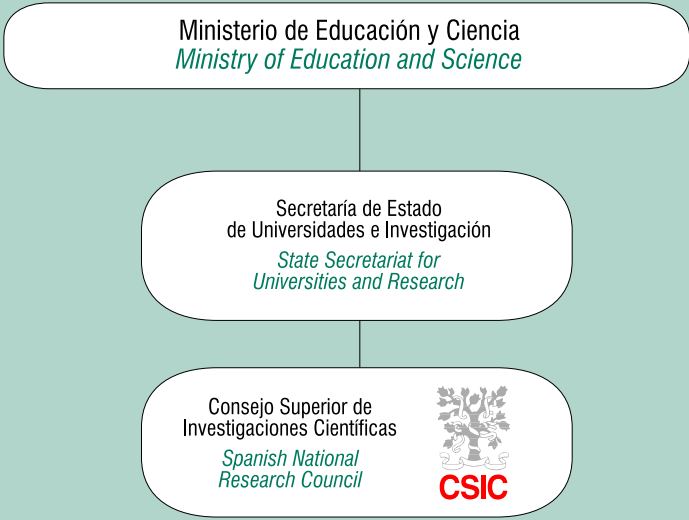 Ministerio de Educación y Ciencia
Ministry of Education and Science
Secretaría de Estado
de Universidades e Investigación
State Secretariat for
Universities and Research
Consejo Superior de
Investigaciones Científicas
Spanish National
Research Council
CSIC